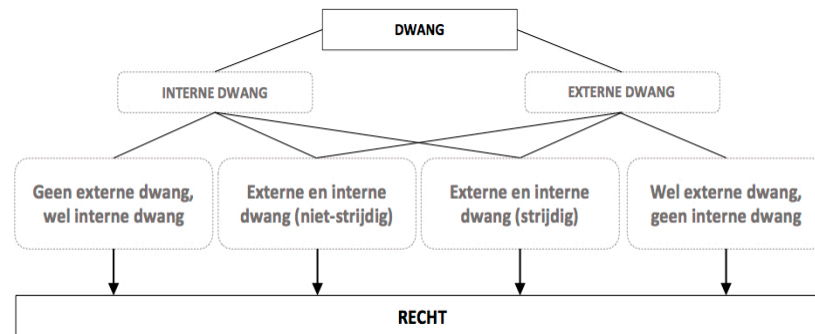 DWANG
INTERNE DWANG
EXTERNE DWANG
Geen externe dwang,
wel interne dwang
Externe en interne
dwang (niet-strijdig)
Externe en interne
dwang (strijdig)
Wel externe dwang,
geen interne dwang
RECHT